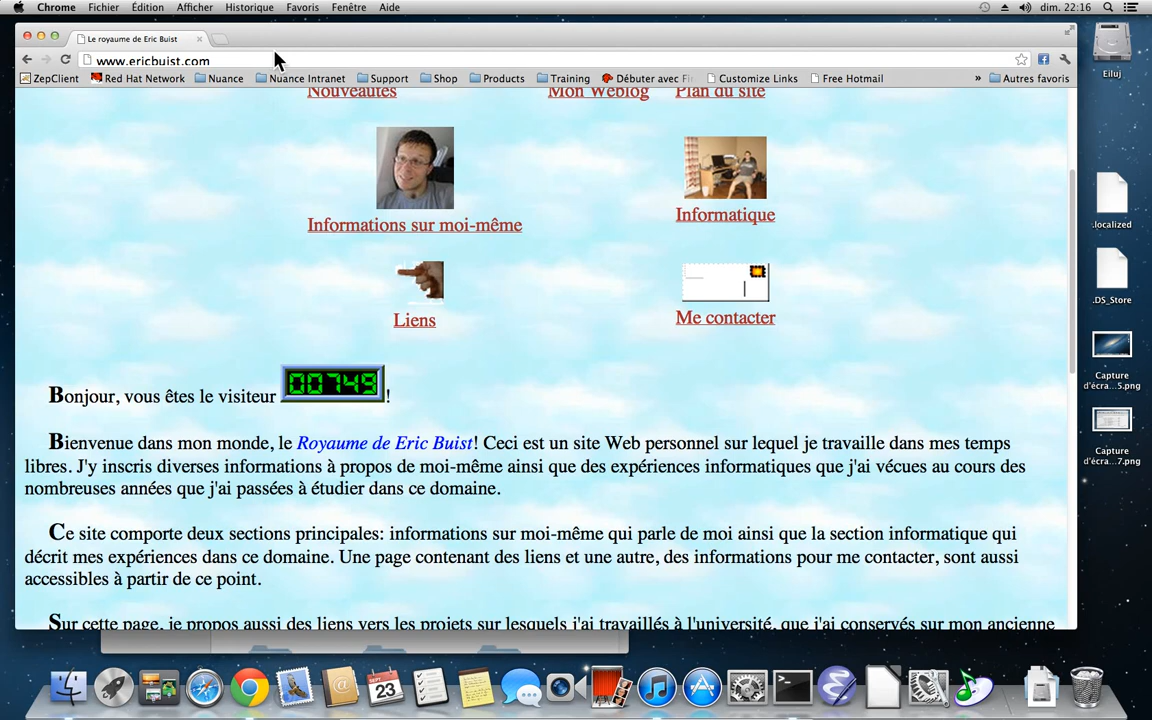 Chrome Fichier Édition Afficher Historique Favoris Fenêtre Aide dim. 22:16
Le royaume de Eric Buist
www.ericbuist.com
ZepClient Red Hat Network Nuance Nuance Intranet Support Shop Products Training Débuter avec Fi Customize Links Free Hotmail » Autres favoris
Nouveautés Mon Weblog Plan du site
Informations sur moi-même
Informatique
Liens
Me contacter
Bonjour, vous êtes le visiteur 00749!
Bienvenue dans mon monde, le Royaume de Eric Buist! Ceci est un site Web personnel sur lequel je travaille dans mes temps
libres. J'y inscris diverses informations à propos de moi-même ainsi que des expériences informatiques que j'ai vécues au cours des
nombreuses années que j'ai passées à étudier dans ce domaine.
Ce site comporte deux sections principales: informations sur moi-même qui parle de moi ainsi que la section informatique qui
décrit mes expériences dans ce domaine. Une page contenant des liens et une autre, des informations pour me contacter, sont aussi
accessibles à partir de ce point.
Sur cette page, je propose aussi des liens vers les projets sur lesquels j'ai travaillés à l'université, que j'ai conservés sur mon ancienne
Eiluj
.localized
.DS_Store
Capture
d'écra...5.png
Capture
d'écra...7.png
SEPT
23